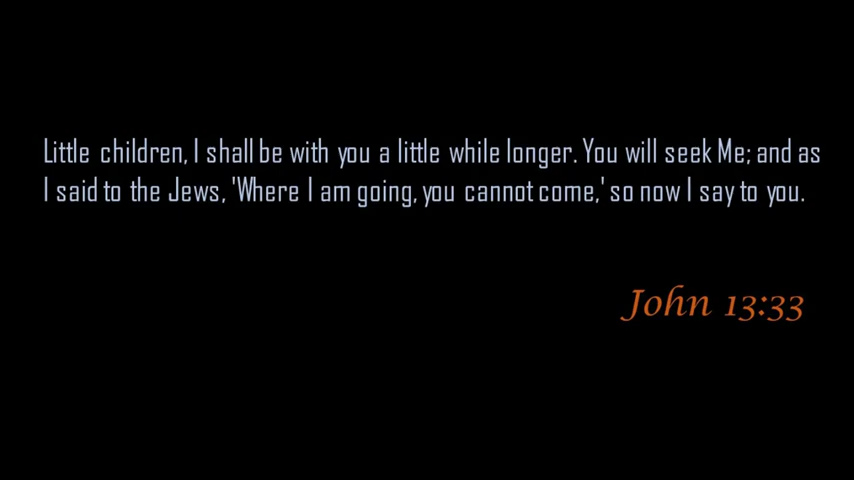 Little children, I shall be with you a little while longer. You will seek Me; and as
I said to the Jews, 'Where I am going, you cannot come,' so now I say to you.
John 13:33